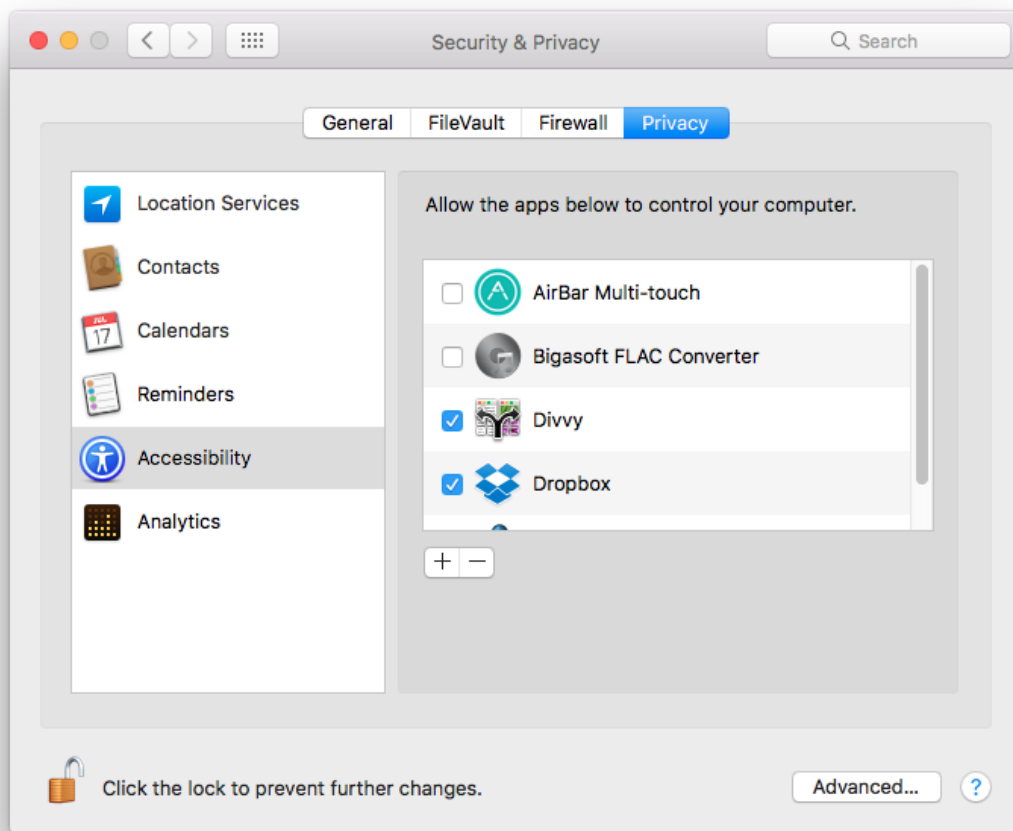 Security & Privacy
Search
General FileVault Firewall Privacy
Location Services
Contacts
JUL
17
Calendars
Reminders
Accessibility
Analytics
Allow the apps below to control your computer.
AirBar Multi-touch
Bigasoft FLAC Converter
Divvy
Dropbox
+ −
Click the lock to prevent further changes.
Advanced... ?